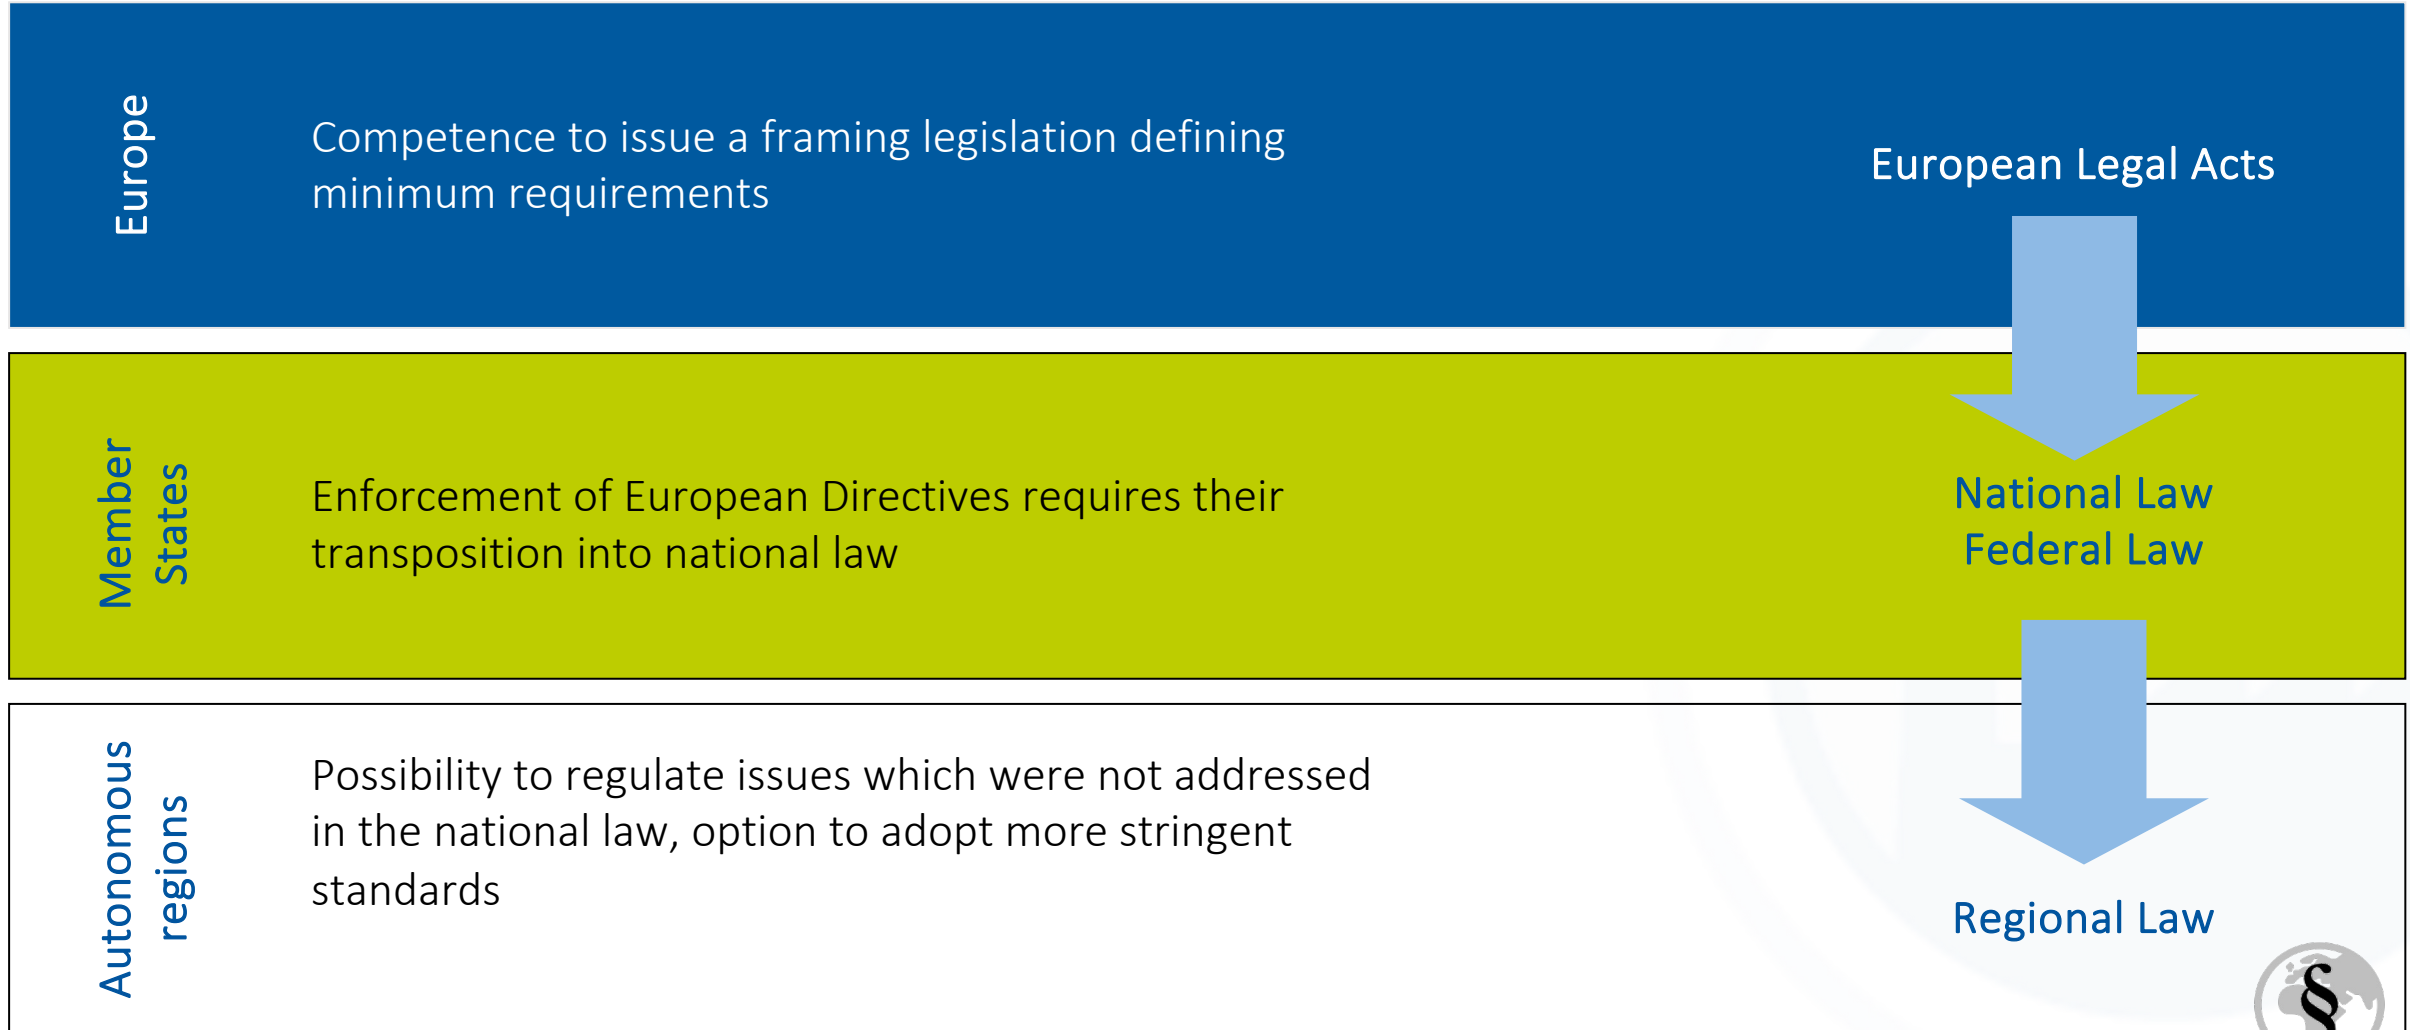 Europe
Competence to issue a framing legislation defining
minimum requirements
European Legal Acts
Member
States
Enforcement of European Directives requires their
transposition into national law
National Law
Federal Law
Autonomous
regions
Possibility to regulate issues which were not addressed
in the national law, option to adopt more stringent
standards
Regional Law
§